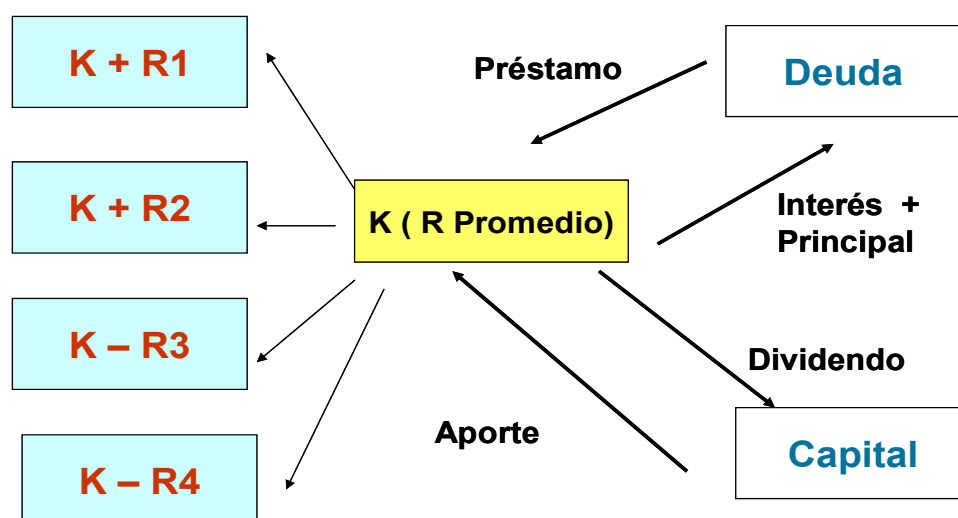 K + R1
Préstamo
Deuda
K + R2
K ( R Promedio)
Interés +
Principal
K – R3
Dividendo
Aporte
K – R4
Capital